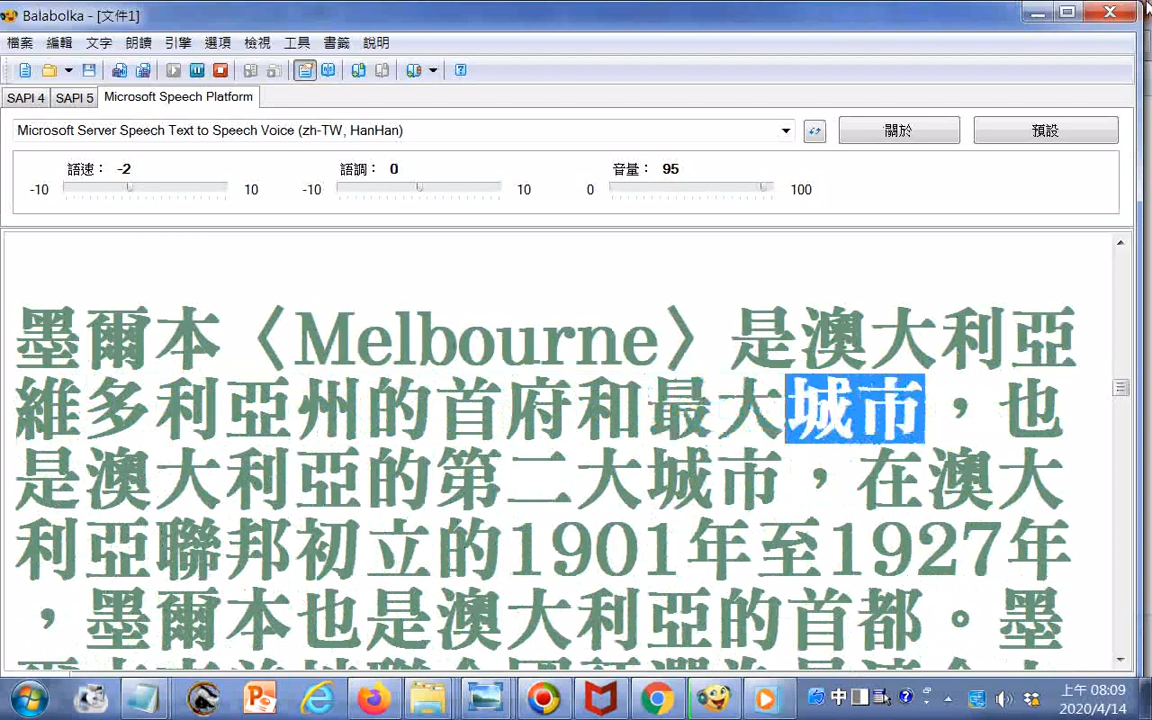 Balabolka - [文件1]
檔案 編輯 文字 朗讀 引擎 選項 檢視 工具 書籤 說明
SAPI 4 SAPI 5 Microsoft Speech Platform
Microsoft Server Speech Text to Speech Voice (zh-TW, HanHan) 關於 預設
語速： -2 語調： 0 音量： 95
-10 10 -10 10 0 100
墨爾本〈Melbourne〉是澳大利亞
維多利亞州的首府和最大城市，也
是澳大利亞的第二大城市，在澳大
利亞聯邦初立的1901年至1927年
，墨爾本也是澳大利亞的首都。墨
中
上午 08:09
2020/4/14